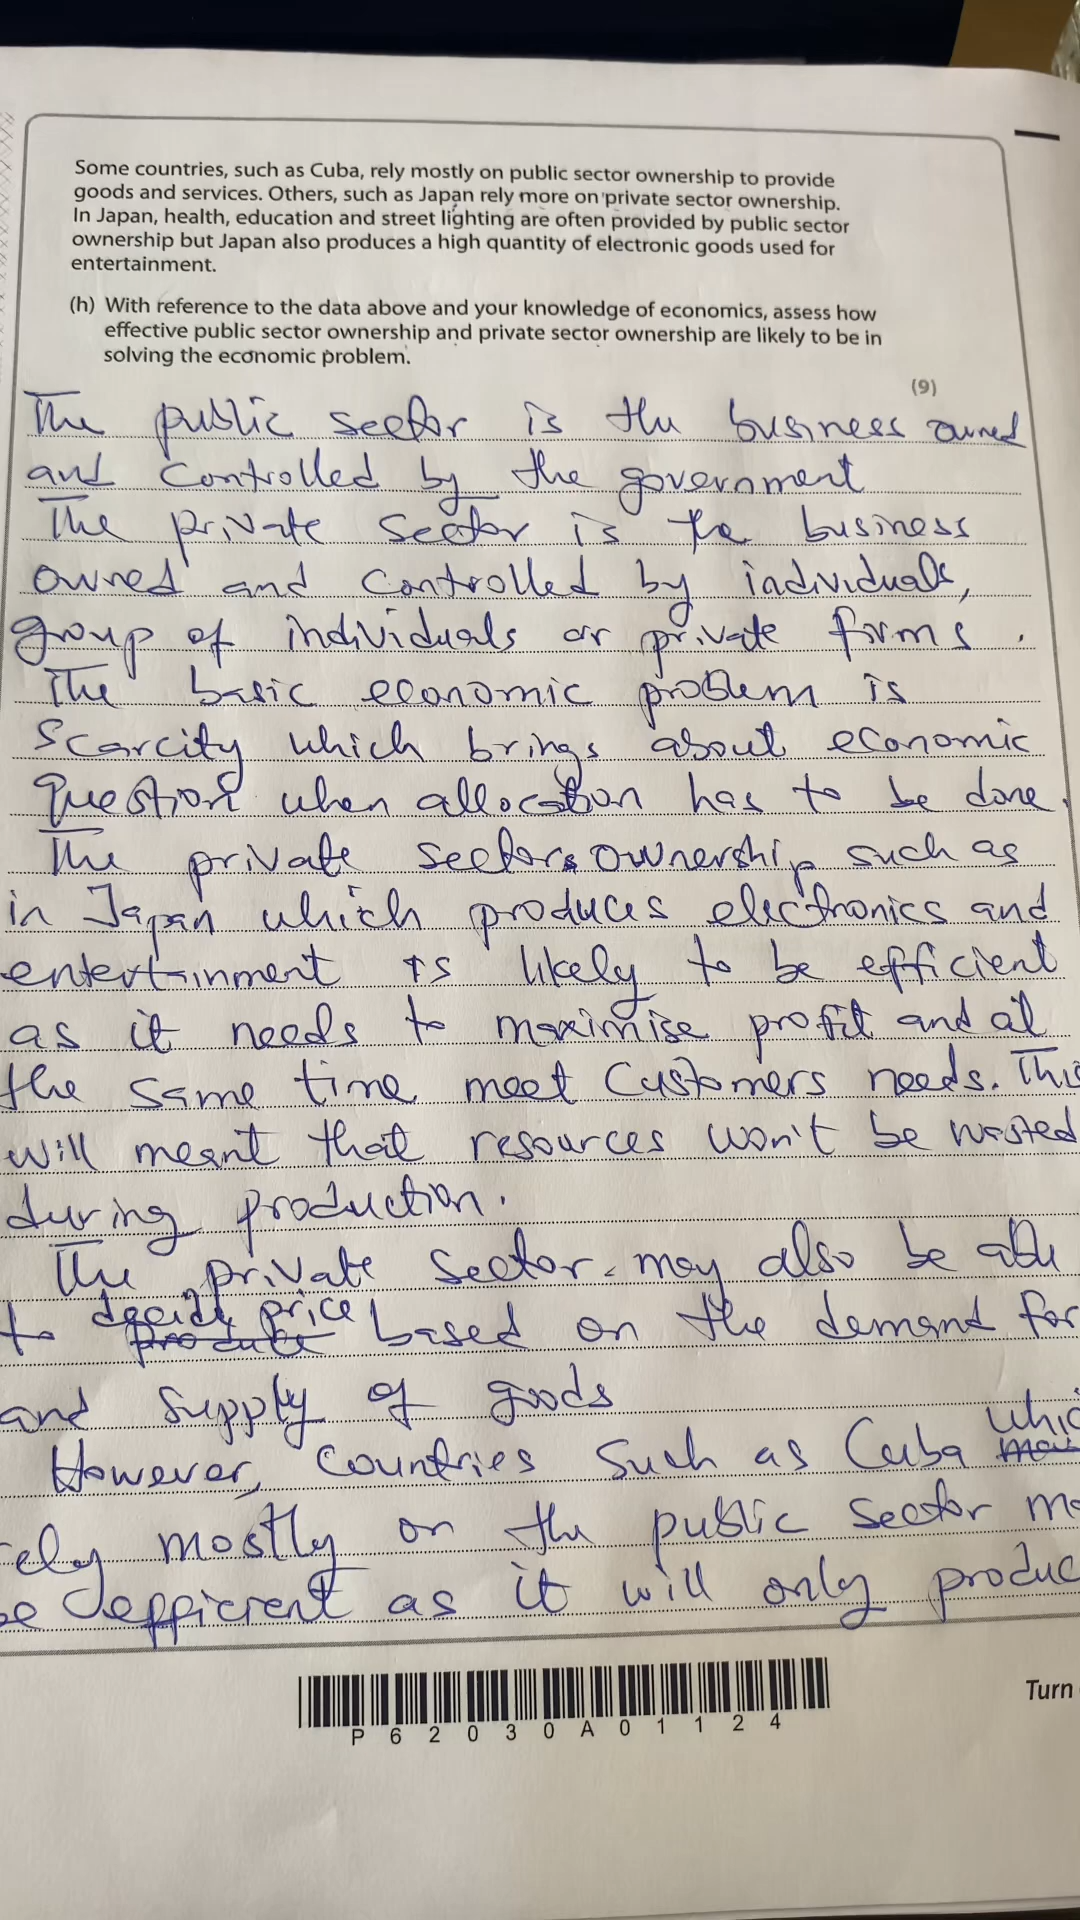 Some countries, such as Cuba, rely mostly on public sector ownership to provide
goods and services. Others, such as Japan rely more on private sector ownership.
In Japan, health, education and street lighting are often provided by public sector
ownership but Japan also produces a high quantity of electronic goods used for
entertainment.
(h) With reference to the data above and your knowledge of economics, assess how
effective public sector ownership and private sector ownership are likely to be in
solving the economic problem.
(9)
The public sector is the business owned
and controlled by the government
The private sector is the business
owned and controlled by individuals,
group of individuals or private firms.
The basic economic problem is
scarcity which brings about economic
question when allocation has to be done.
The private sectors ownership such as
in Japan which produces electronics and
entertainment is likely to be efficient
as it needs to maximise profit and at
the same time meet customers needs. This
will meant that resources won't be wasted
during production.
The private sector may also be able
to decide price based on the demand for
and supply of goods
However, countries such as Cuba
mostly on the public sector
efficient as it will only
P62030A01124
Turn